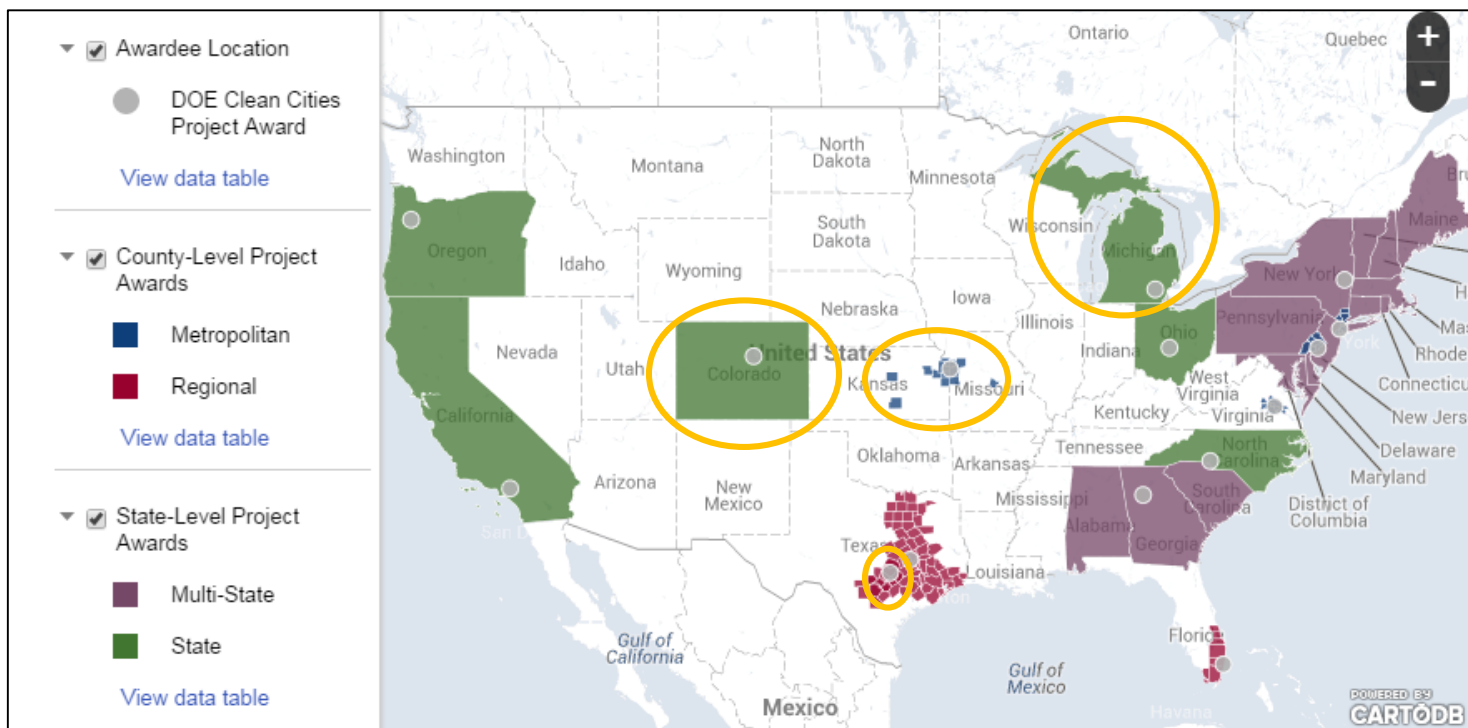 Awardee Location
DOE Clean Cities
Project Award
View data table
County-Level Project
Awards
Metropolitan
Regional
View data table
State-Level Project
Awards
Multi-State
State
View data table
+
-
Ontario
Quebec
Washington
Montana
North
Dakota
Minnesota
Oregon
Idaho
Wyoming
South
Dakota
Wisconsin
Michigan
Maine
New York
Nebraska
Iowa
Illinois
Indiana
Ohio
Pennsylvania
Rhode
Connecticu
New Jers
Delaware
Maryland
District of
Columbia
Nevada
Utah
United States
Colorado
Kansas
Missouri
West
Virginia
Virginia
Kentucky
California
Arizona
New
Mexico
Oklahoma
Arkansas
Tennessee
North
Carolina
Mississippi
Alabama
Georgia
South
Carolina
San D
Texas
Louisiana
Gulf of
California
Gulf of
Mexico
Mexico
Havana
POWERED BY
CARTODB